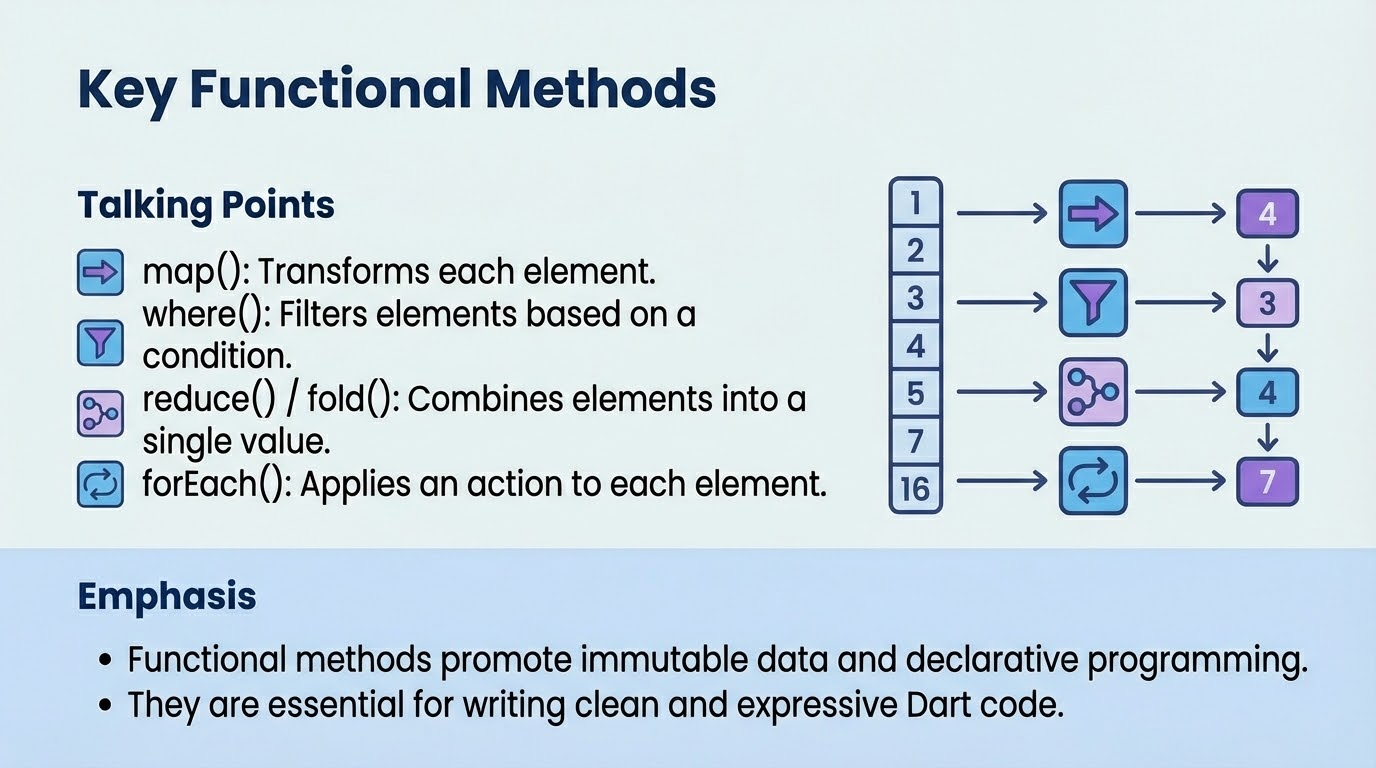 Key Functional Methods
Talking Points
map(): Transforms each element.
where(): Filters elements based on a
condition.
reduce() / fold(): Combines elements into a
single value.
forEach(): Applies an action to each element.
1
2
3
4
5
7
16
4
3
4
7
Emphasis
• Functional methods promote immutable data and declarative programming.
• They are essential for writing clean and expressive Dart code.